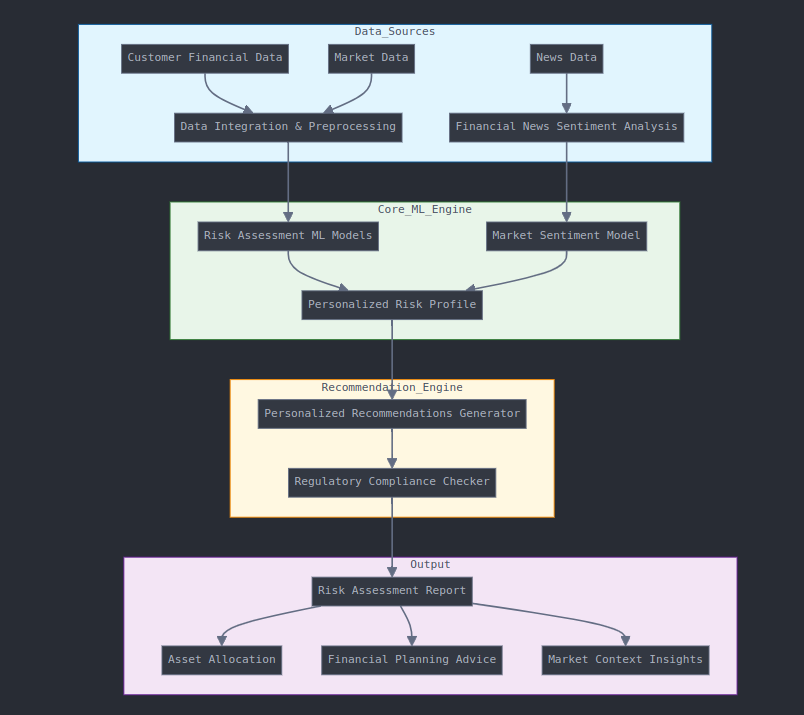 Data_Sources
Customer Financial Data
Market Data
News Data
Data Integration & Preprocessing
Financial News Sentiment Analysis
Core_ML_Engine
Risk Assessment ML Models
Market Sentiment Model
Personalized Risk Profile
Recommendation_Engine
Personalized Recommendations Generator
Regulatory Compliance Checker
Output
Risk Assessment Report
Asset Allocation
Financial Planning Advice
Market Context Insights